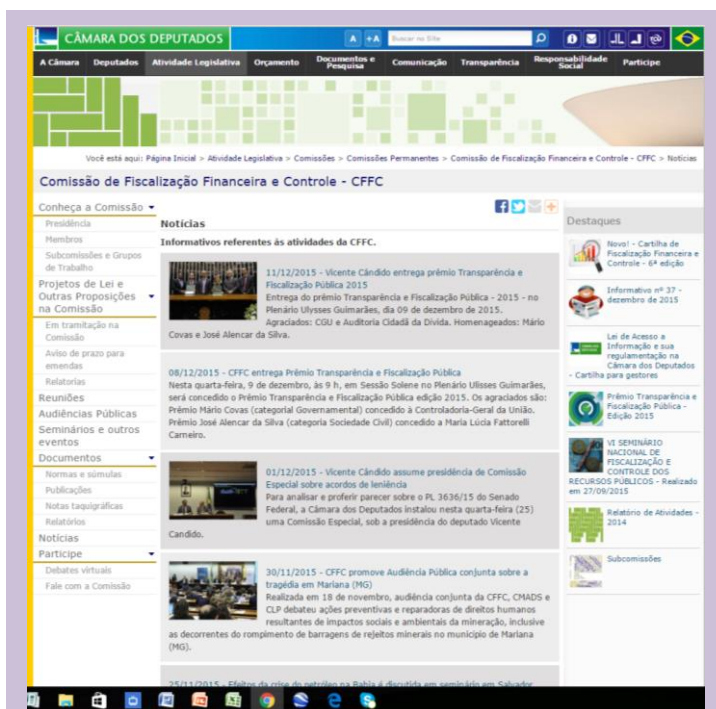 CÂMARA DOS DEPUTADOS
A
+A
Buscar no Site
A Câmara
Deputados
Atividade Legislativa
Orçamento
Documentos e
Pesquisa
Comunicação
Transparência
Responsabilidade
Social
Participe
Você está aqui: Página Inicial > Atividade Legislativa > Comissões > Comissões Permanentes > Comissão de Fiscalização Financeira e Controle - CFFC > Notícias
Comissão de Fiscalização Financeira e Controle - CFFC
Conheça a Comissão
Presidência
Membros
Subcomissões e Grupos
de Trabalho
Projetos de Lei e
Outras Proposições
na Comissão
Em tramitação na
Comissão
Aviso de prazo para
emendas
Relatorias
Reuniões
Audiências Públicas
Seminários e outros
eventos
Documentos
Normas e súmulas
Publicações
Notas taquigráficas
Relatórios
Notícias
Participe
Debates virtuais
Fale com a Comissão
Notícias
Informativos referentes às atividades da CFFC.
11/12/2015 - Vicente Cândido entrega prêmio Transparência e
Fiscalização Pública 2015
Entrega do prêmio Transparência e Fiscalização Pública - 2015 - no
Plenário Ulysses Guimarães, dia 09 de dezembro de 2015.
Agraciados: CGU e Auditoria Cidadã da Dívida. Homenageados: Mário
Covas e José Alencar da Silva.
08/12/2015 - CFFC entrega Prêmio Transparência e Fiscalização Pública
Nesta quarta-feira, 9 de dezembro, às 9 h, em Sessão Solene no Plenário Ulisses Guimarães,
será concedido o Prêmio Transparência e Fiscalização Pública edição 2015. Os agraciados são:
Prêmio Mário Covas (categorial Governamental) concedido à Controladoria-Geral da União.
Prêmio José Alencar da Silva (categoria Sociedade Civil) concedido a Maria Lúcia Fattorelli
Carneiro.
01/12/2015 - Vicente Cândido assume presidência de Comissão
Especial sobre acordos de leniência
Para analisar e proferir parecer sobre o PL 3636/15 do Senado
Federal, a Câmara dos Deputados instalou nesta quarta-feira (25)
uma Comissão Especial, sob a presidência do deputado Vicente
Candido.
30/11/2015 - CFFC promove Audiência Pública conjunta sobre a
tragédia em Mariana (MG)
Realizada em 18 de novembro, audiência conjunta da CFFC, CMADS e
CLP debateu ações preventivas e reparadoras de direitos humanos
resultantes de impactos sociais e ambientais da mineração, inclusive
as decorrentes do rompimento de barragens de rejeitos minerais no município de Mariana
(MG).
25/11/2015 - Efeitos da crise do petróleo na Bahia é discutida em seminário em Salvador
Destaques
Novo! - Cartilha de
Fiscalização Financeira e
Controle - 6ª edição
Informativo nº 37 -
dezembro de 2015
Lei de Acesso a
Informação e sua
regulamentação na
Câmara dos Deputados
- Cartilha para gestores
Prêmio Transparência e
Fiscalização Pública -
Edição 2015
VI SEMINÁRIO
NACIONAL DE
FISCALIZAÇÃO E
CONTROLE DOS
RECURSOS PÚBLICOS - Realizado
em 27/09/2015
Relatório de Atividades -
2014
Subcomissões